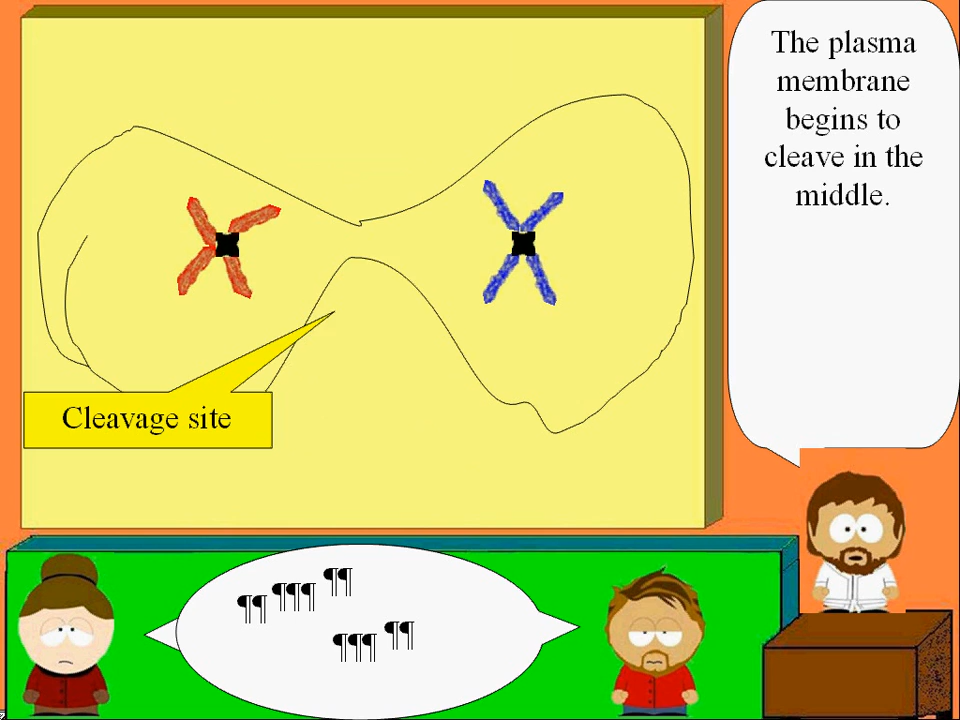 The plasma
membrane
begins to
cleave in the
middle.
Cleavage site
¶¶ ¶¶¶ ¶¶
¶¶¶ ¶¶